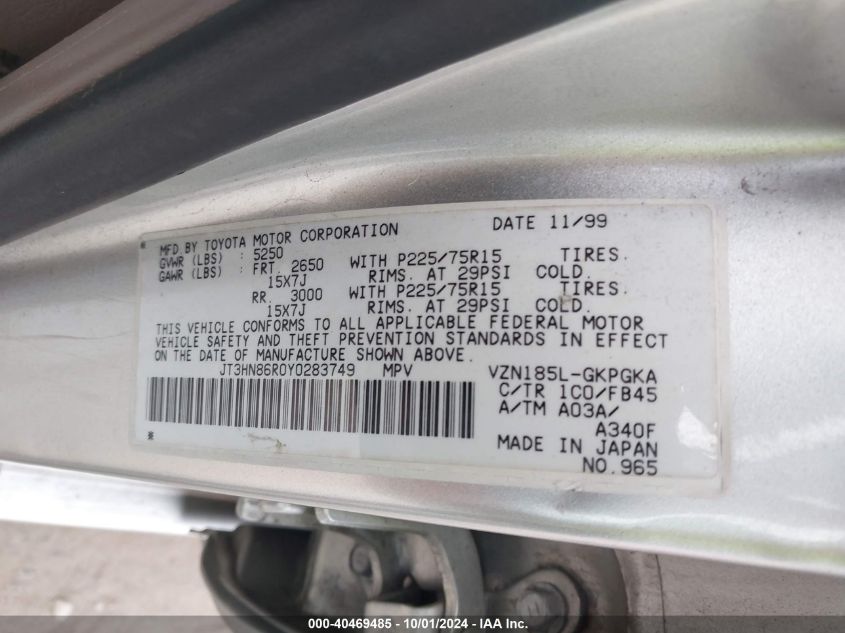 MFD BY TOYOTA MOTOR CORPORATION DATE 11/99
GVWR (LBS) : 5250
GAWR (LBS) : FRT. 2650 WITH P225/75R15 TIRES.
15X7J RIMS. AT 29PSI COLD.
RR. 3000 WITH P225/75R15 TIRES.
15X7J RIMS. AT 29PSI COLD.
THIS VEHICLE CONFORMS TO ALL APPLICABLE FEDERAL MOTOR
VEHICLE SAFETY AND THEFT PREVENTION STANDARDS IN EFFECT
ON THE DATE OF MANUFACTURE SHOWN ABOVE.
JT3HN86R0Y0283749 MPV VZN185L-GKPGKA
C/TR 1C0/FB45
A/TM A03A/
A340F
MADE IN JAPAN
NO.965
000-40469485 - 10/01/2024 - IAA Inc.